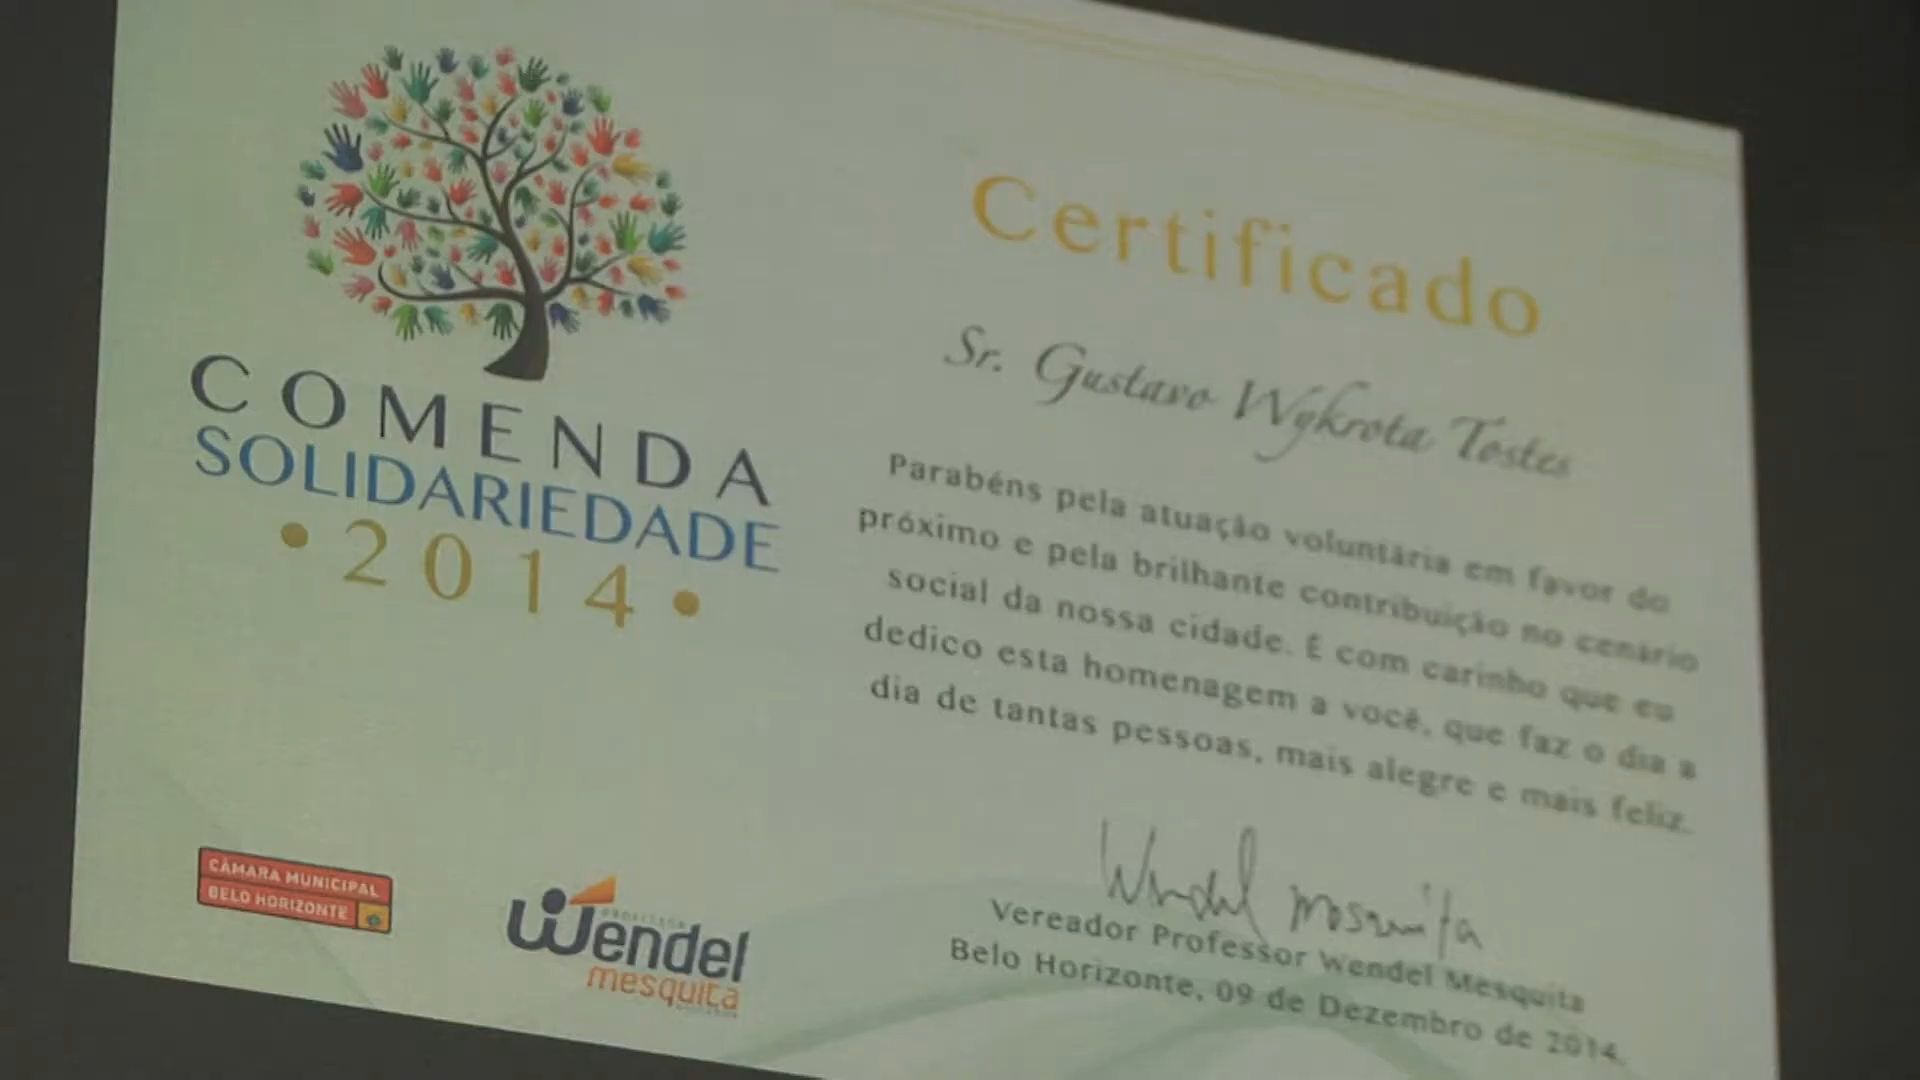 COMENDA
SOLIDARIEDADE
• 2014 •
CÂMARA MUNICIPAL
BELO HORIZONTE
PROFESSOR
Wendel
mesquita
Certificado
Sr. Gustavo Wykrota Tostes
Parabéns pela atuação voluntária em favor do
próximo e pela brilhante contribuição no cenário
social da nossa cidade. É com carinho que eu
dedico esta homenagem a você, que faz o dia a
dia de tantas pessoas, mais alegre e mais feliz.
Wendel Mosquita
Vereador Professor Wendel Mesquita
Belo Horizonte, 09 de Dezembro de 2014.